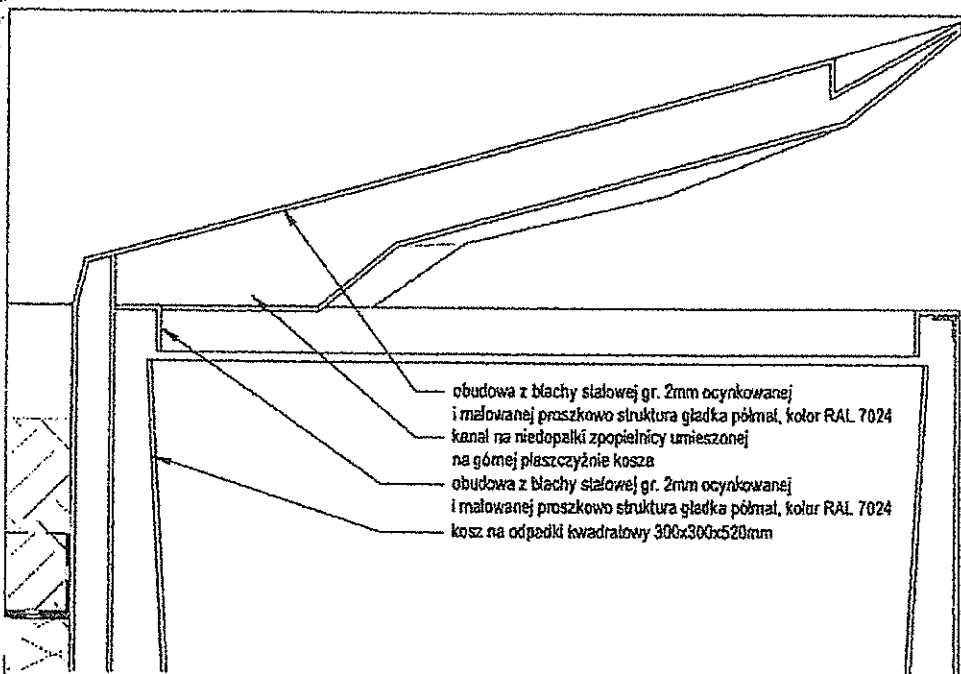 obudowa z blachy stalowej gr. 2mm ocynkowanej
i malowanej proszkowo struktura gładka półmat, kolor RAL 7024
kanał na niedopałki zpopielnicy umieszonej
na górnej płaszczyźnie kosza
obudowa z blachy stalowej gr. 2mm ocynkowanej
i malowanej proszkowo struktura gładka półmat, kolor RAL 7024
kosz na odpadki kwadratowy 300x300x520mm